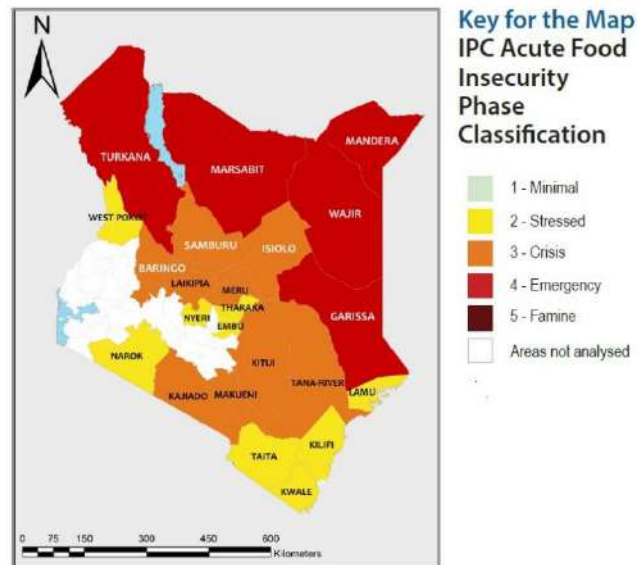 N
TURKANA
MARSABIT
MANDERA
WAJIR
WEST POKOT
SAMBURU
ISIOLO
BARINGO
LAIKIPIA
MERU
THARAKA
NYERI
EMBU
GARISSA
NAROK
KITUI
TANA-RIVER
KAJIADO MAKUENI
LAMU
KILIFI
TAITA
KWALE
0 75 150 300 450 600
Kilometers
Key for the Map
IPC Acute Food
Insecurity
Phase
Classification
1 - Minimal
2 - Stressed
3 - Crisis
4 - Emergency
5 - Famine
Areas not analysed